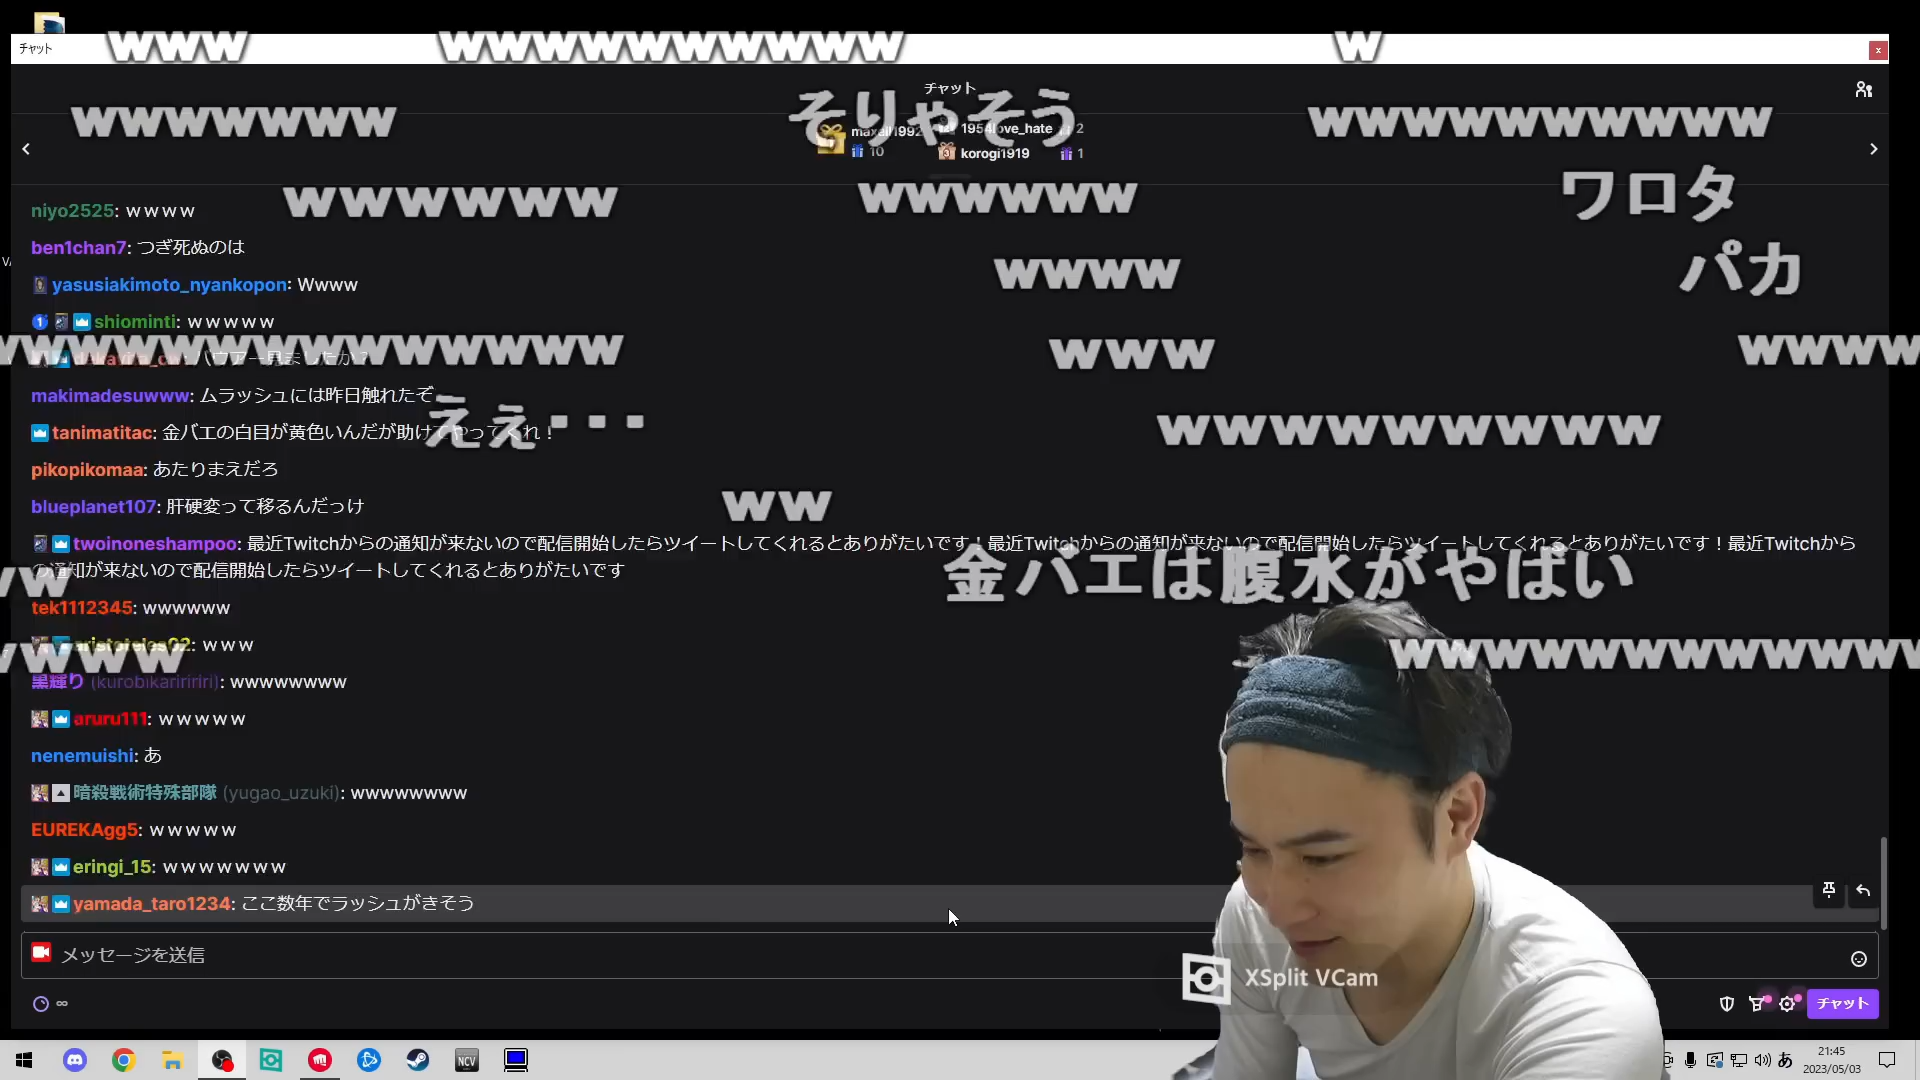 チャット
www
wwwwwwwwww
w
チャット
wwwwwww
そりゃそう
1954love_hate 2
wwwwwwwwww
10
korogi1919 1
ワロタ
niyo2525: ｗｗｗｗ
wwwwwww
wwwwww
ben1chan7: つぎ死ぬのは
パカ
yasusiakimoto_nyankopon: Wwww
wwww
shiominti: ｗｗｗｗｗ
www
wwww
makimadesuwww: ムラッシュには昨日触れたぞ
ええ・・・
tanimatitac: 金バエの白目が黄色いんだが助けてやってくれ！
wwwwwwwww
pikopikomaa: あたりまえだろ
blueplanet107: 肝硬変って移るんだっけ
ww
twoinoneshampoo: 最近Twitchからの通知が来ないので配信開始したらツイートしてくれるとありがたいです！最近Twitchからの通知が来ないので配信開始したらツイートしてくれるとありがたいです！最近Twitchから
の通知が来ないので配信開始したらツイートしてくれるとありがたいです
金バエは腹水がやばい
tek1112345: wwwwww
aristoteles02: ｗｗｗ
黒輝り (kurobikaririririri): wwwwwwww
aruru111: ｗｗｗｗｗ
nenemuishi: あ
暗殺戦術特殊部隊 (yugao_uzuki): wwwwwwww
EUREKAgg5: ｗｗｗｗｗ
eringi_15: ｗｗｗｗｗｗｗ
yamada_taro1234: ここ数年でラッシュがきそう
メッセージを送信
XSplit VCam
∞
チャット
NCV
あ
21:45
2023/05/03